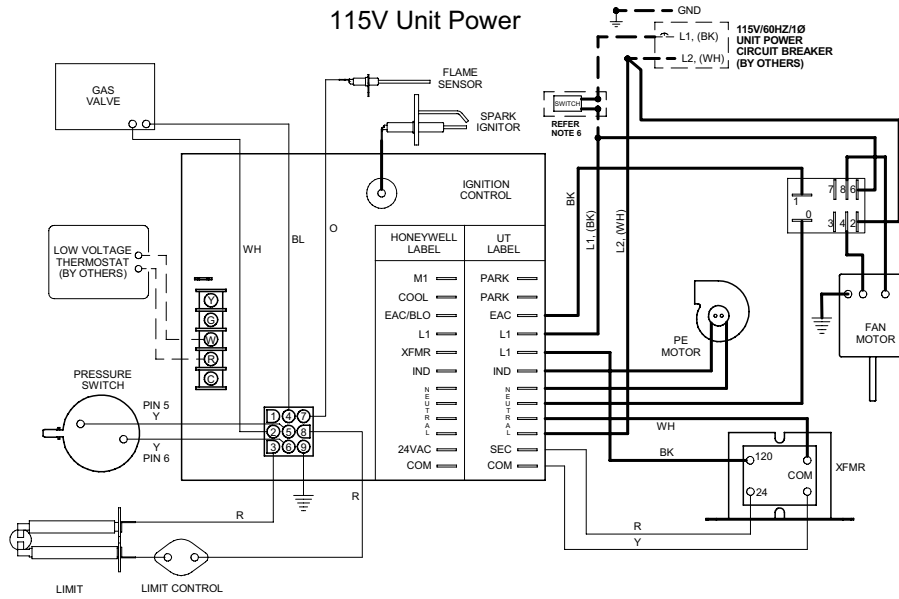 115V Unit Power
GND
L1, (BK)
L2, (WH)
115V/60HZ/1Ø
UNIT POWER
CIRCUIT BREAKER
(BY OTHERS)
GAS
VALVE
FLAME
SENSOR
SPARK
IGNITOR
SWITCH
REFER
NOTE 6
IGNITION
CONTROL
HONEYWELL
LABEL
UT
LABEL
M1
PARK
COOL
PARK
EAC/BLO
EAC
L1
L1
XFMR
L1
IND
IND
NEUTRAL
NEUTRAL
24VAC
SEC
COM
COM
WH
BL
O
BK
L1, (BK)
L2, (WH)
1
0
7 8 6
3 4 2
LOW VOLTAGE
THERMOSTAT
(BY OTHERS)
Y
G
W
R
C
PE
MOTOR
FAN
MOTOR
PRESSURE
SWITCH
PIN 5
Y
Y
PIN 6
1 4 7
2 5 8
3 6 9
WH
BK
120
COM
24
XFMR
R
R
R
Y
LIMIT
LIMIT CONTROL